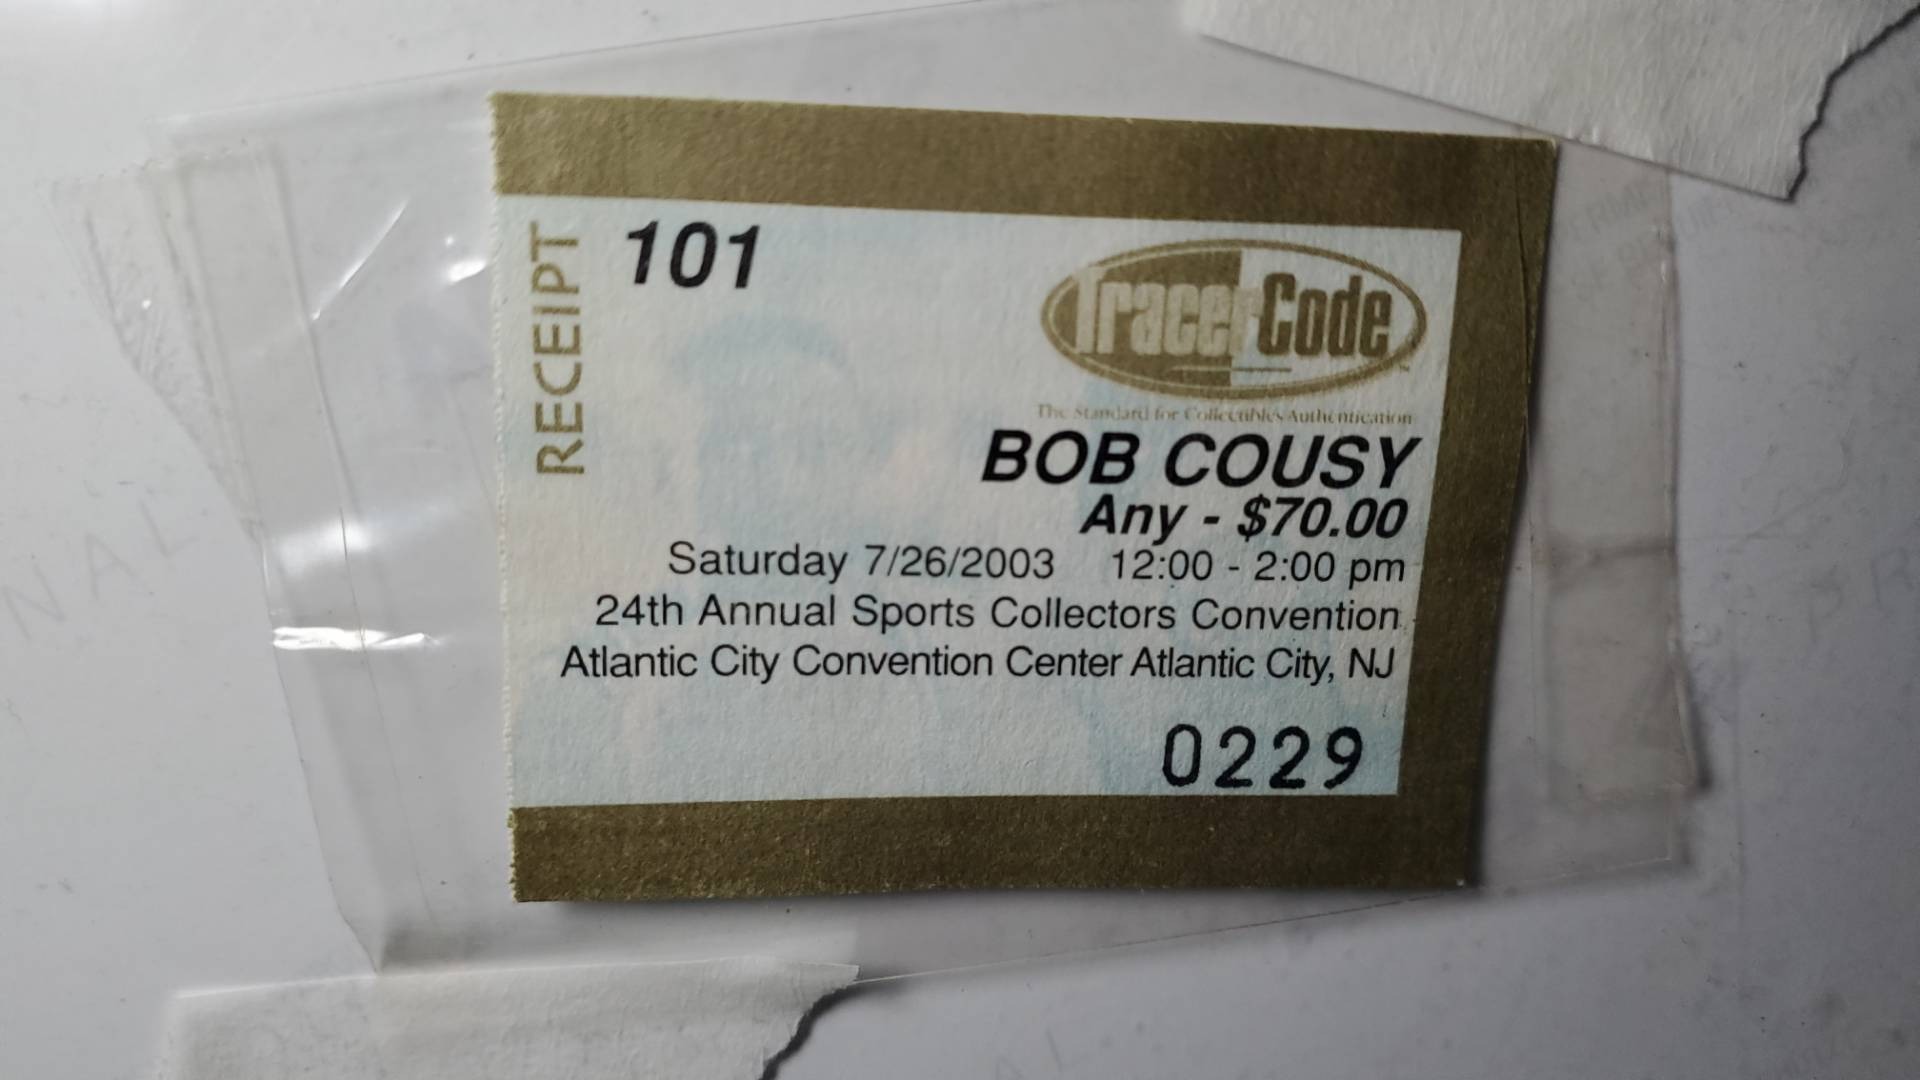 RECEIPT
101
TracerCode
The Standard for Collectibles Authentication
BOB COUSY
Any - $70.00
Saturday 7/26/2003 12:00 - 2:00 pm
24th Annual Sports Collectors Convention
Atlantic City Convention Center Atlantic City, NJ
0229
NAL